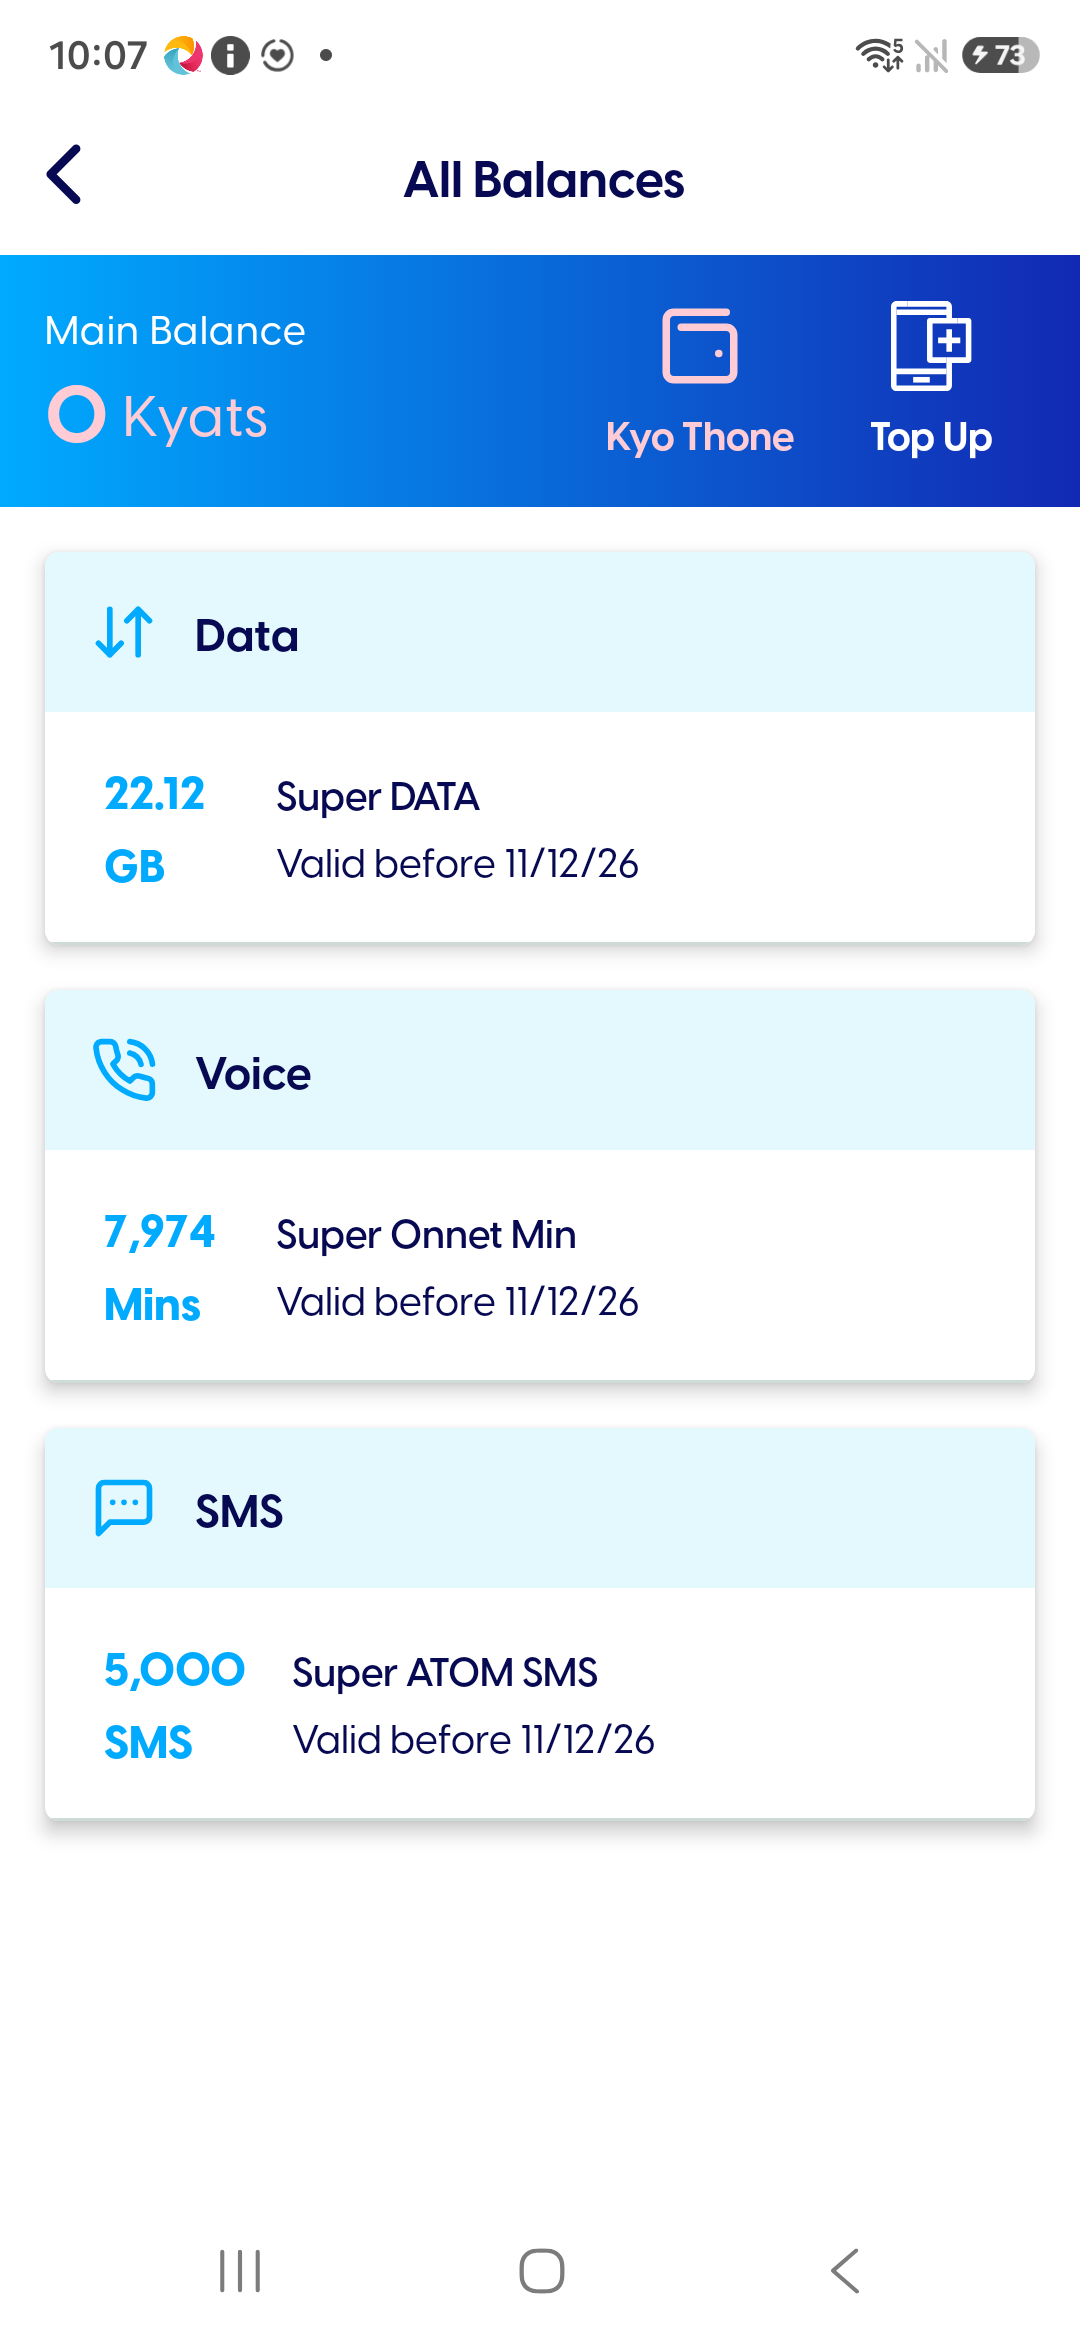 10:07
5
73
All Balances
Main Balance
0 Kyats
Kyo Thone
Top Up
Data
22.12 GB
Super DATA
Valid before 11/12/26
Voice
7,974 Mins
Super Onnet Min
Valid before 11/12/26
SMS
5,000 SMS
Super ATOM SMS
Valid before 11/12/26